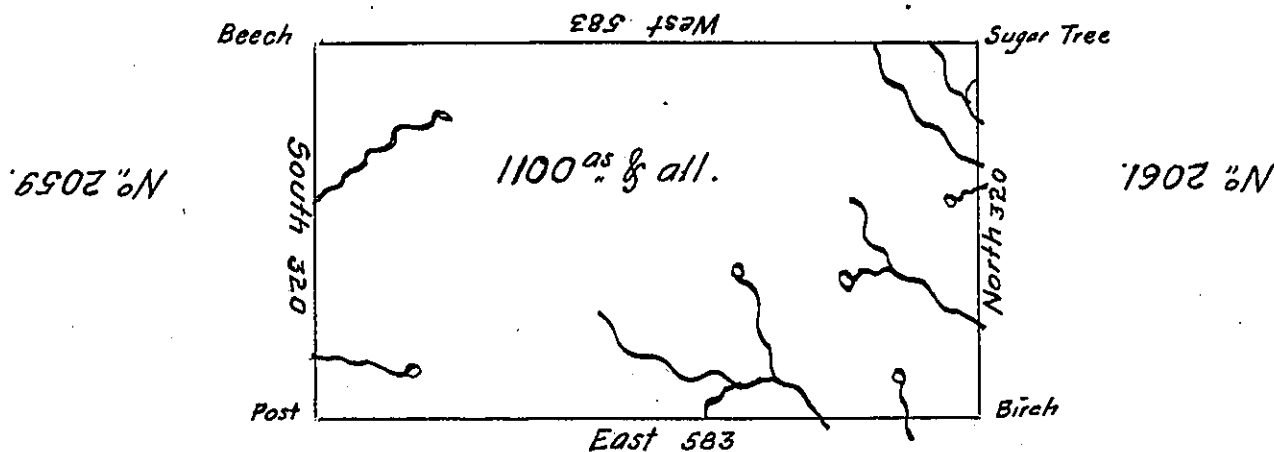 West 583
Beech
Sugar Tree
No. 2059.
South 320
1100 as & all.
North 320
No. 2061.
Post
Birch
East 583